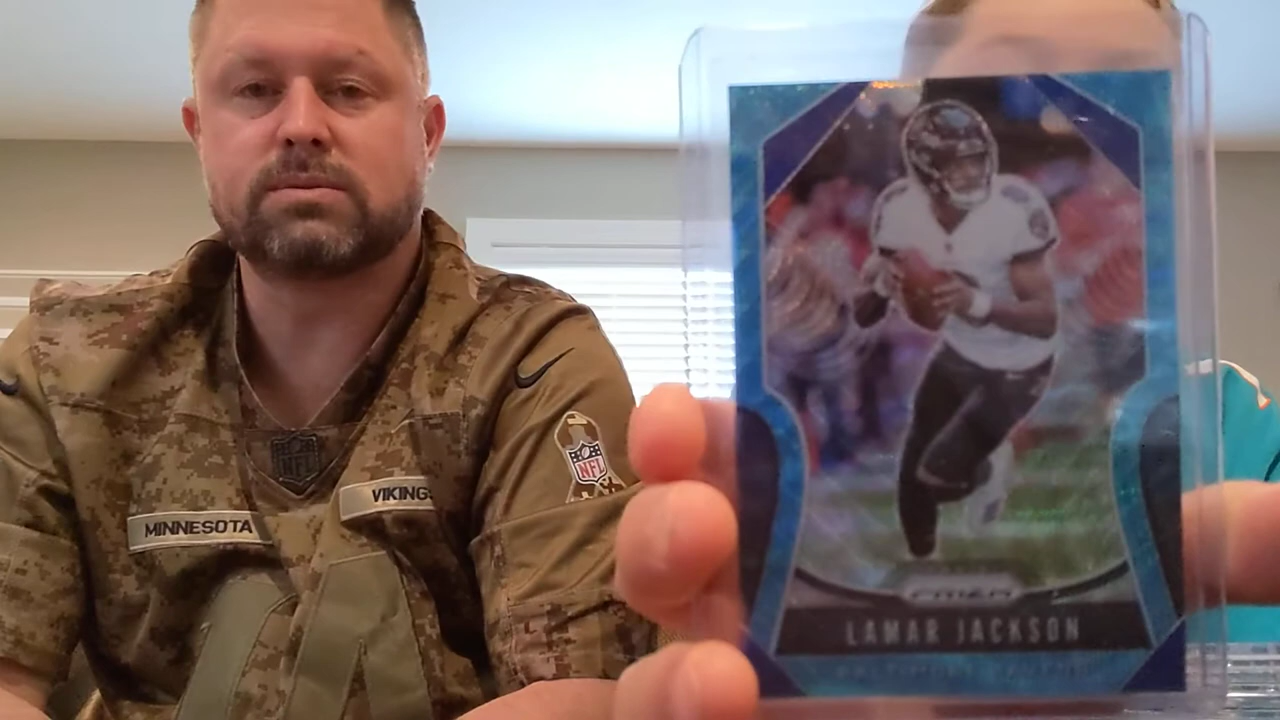 MINNESOTA
VIKINGS
NFL
NFL
PRIZM
LAMAR JACKSON